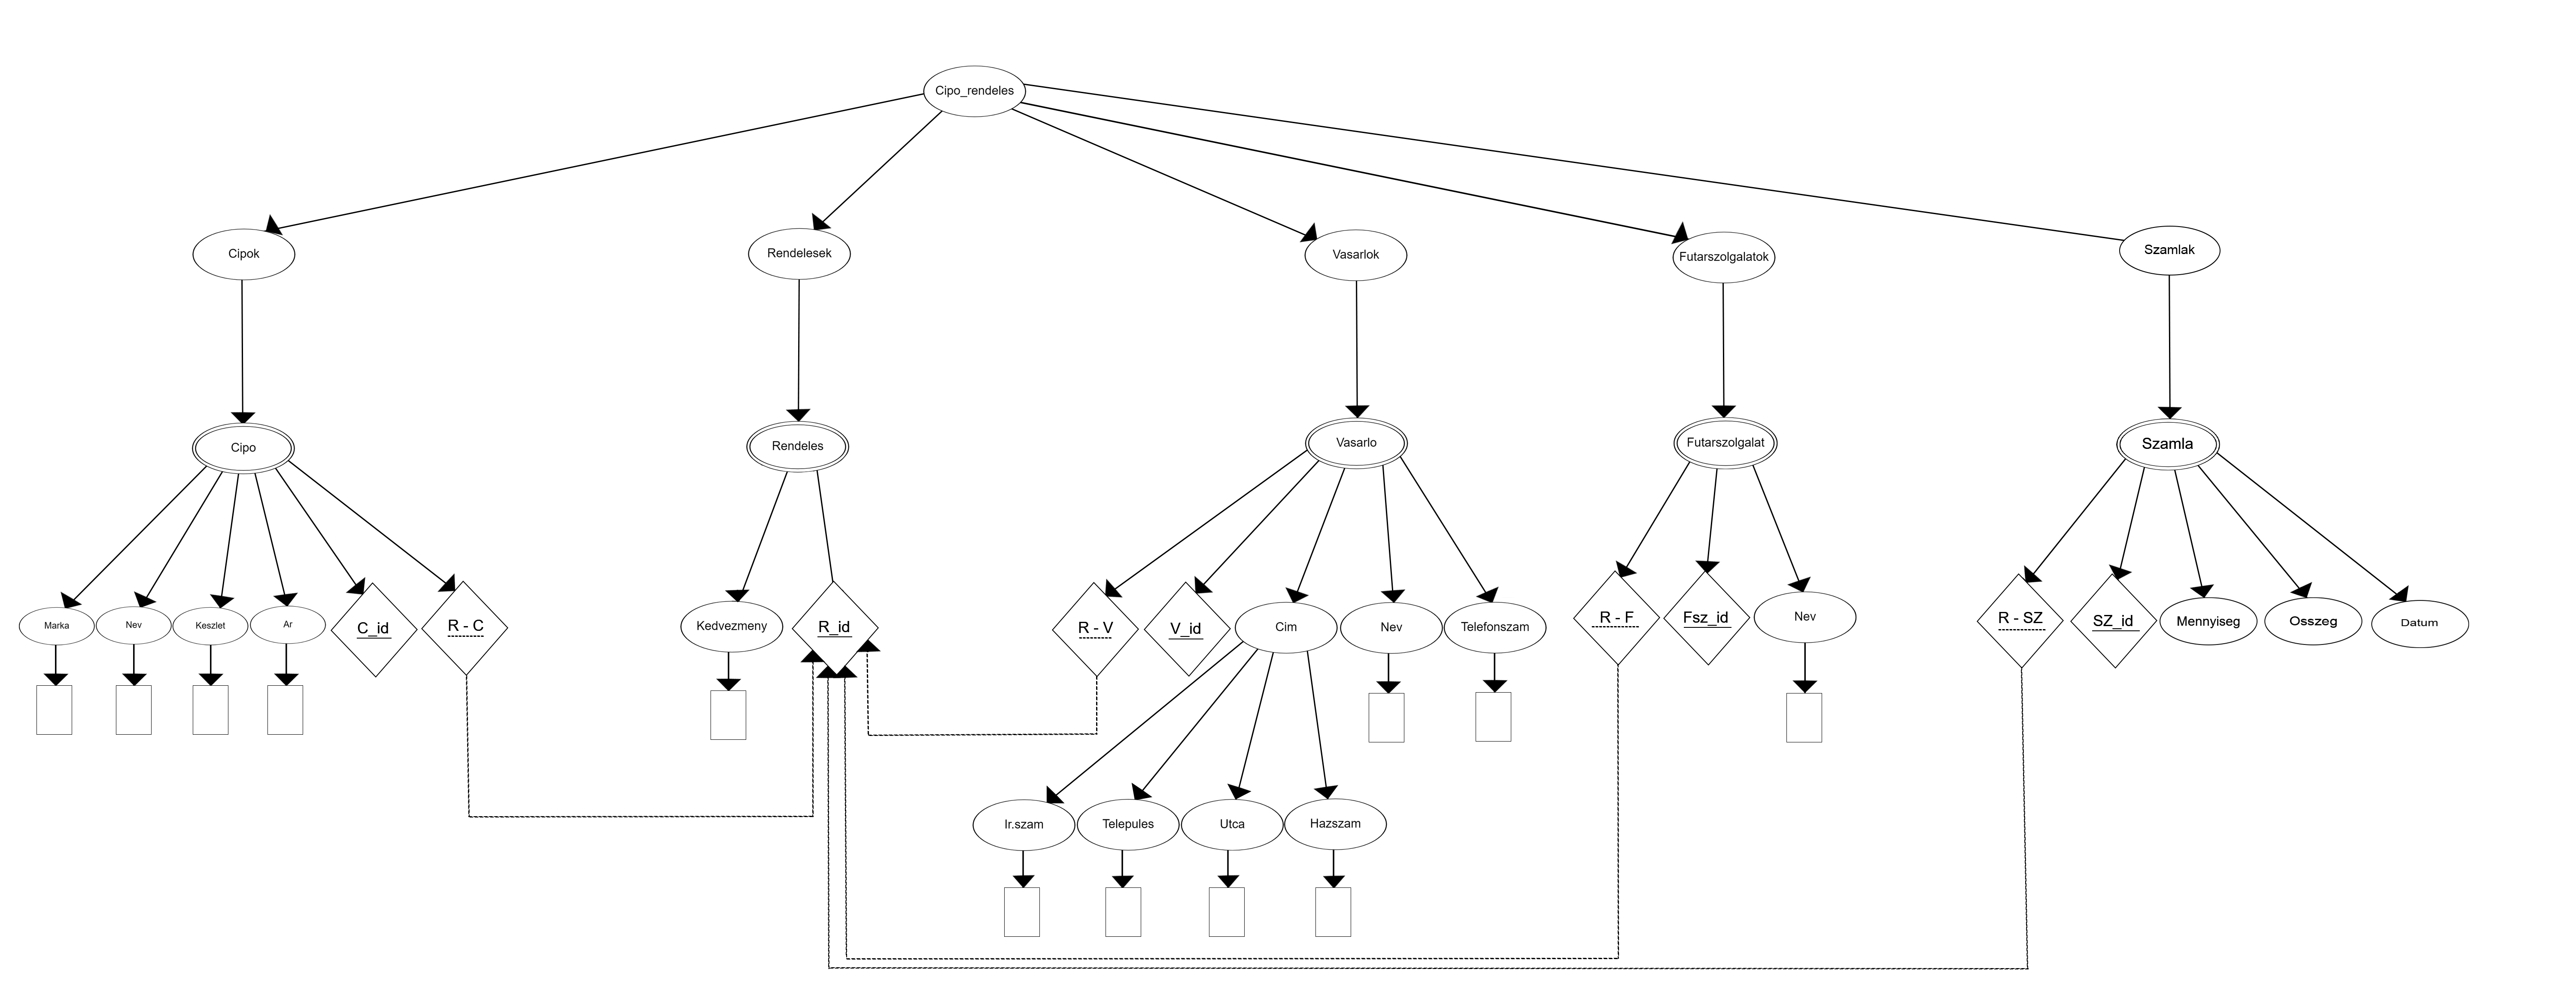 Cipo_rendeles
Cipok
Rendelesek
Vasarlok
Futarszolgalatok
Szamlak
Cipo
Rendeles
Vasarlo
Futarszolgalat
Szamla
Marka
Nev
Keszlet
Ar
C_id
R - C
Kedvezmeny
R_id
R - V
V_id
Cim
Nev
Telefonszam
R - F
Fsz_id
Nev
R - SZ
SZ_id
Mennyiseg
Osszeg
Datum
Ir.szam
Telepules
Utca
Hazszam